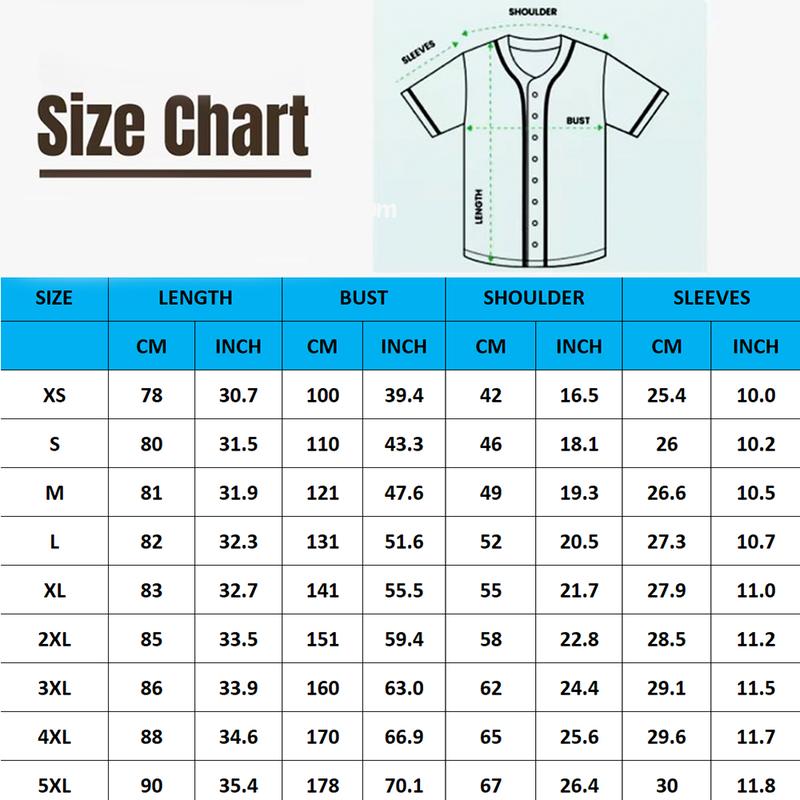 SHOULDER
SLEEVES
Size Chart
BUST
LENGTH
m
SIZE LENGTH BUST SHOULDER SLEEVES
CM INCH CM INCH CM INCH CM INCH
XS 78 30.7 100 39.4 42 16.5 25.4 10.0
S 80 31.5 110 43.3 46 18.1 26 10.2
M 81 31.9 121 47.6 49 19.3 26.6 10.5
L 82 32.3 131 51.6 52 20.5 27.3 10.7
XL 83 32.7 141 55.5 55 21.7 27.9 11.0
2XL 85 33.5 151 59.4 58 22.8 28.5 11.2
3XL 86 33.9 160 63.0 62 24.4 29.1 11.5
4XL 88 34.6 170 66.9 65 25.6 29.6 11.7
5XL 90 35.4 178 70.1 67 26.4 30 11.8